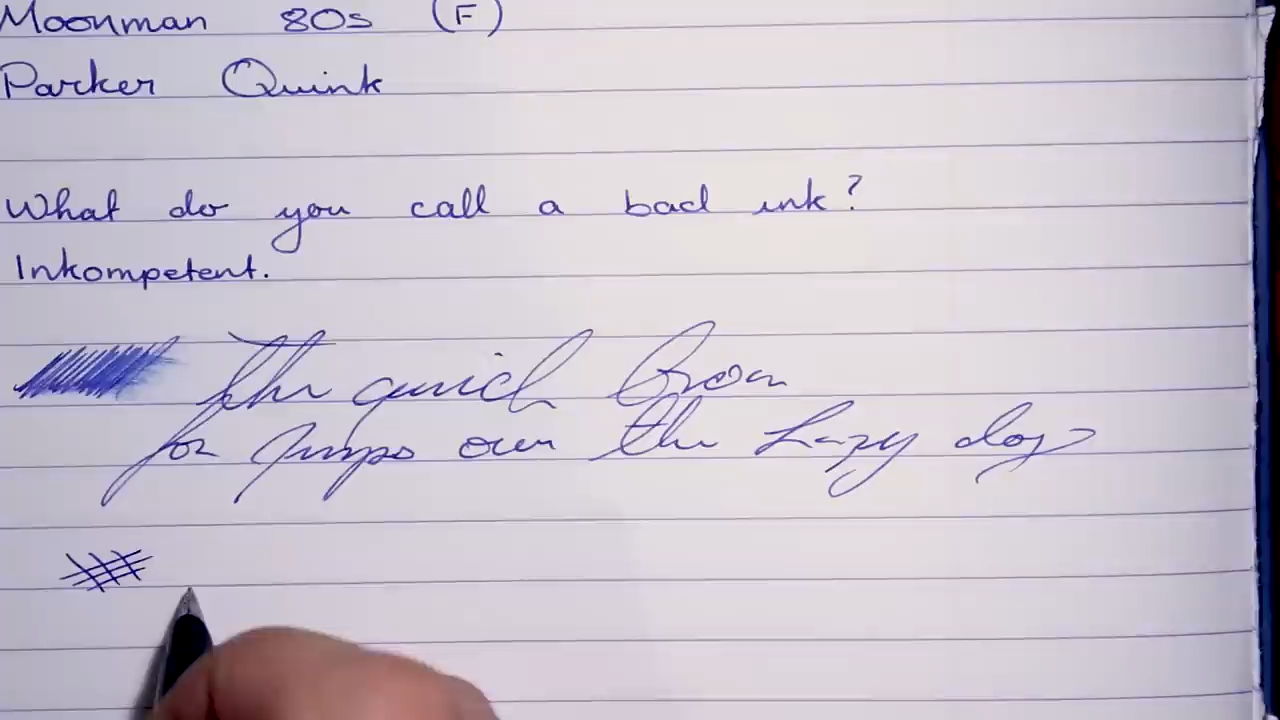 Moonman 80s (F)
Parker Quink
What do you call a bad ink?
Inkompetent.
The quick brown
fox jumps over the Lazy dog